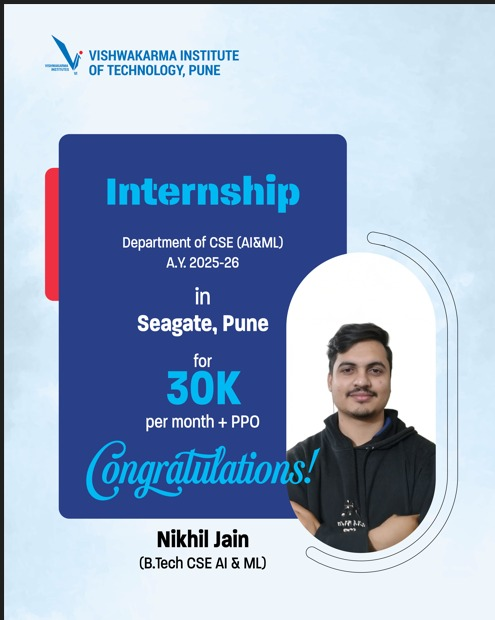 VISHWAKARMA
INSTITUTES
VISHWAKARMA INSTITUTE
OF TECHNOLOGY, PUNE
Internship
Department of CSE (AI&ML)
A.Y. 2025-26
in
Seagate, Pune
for
30K
per month + PPO
Congratulations!
Nikhil Jain
(B.Tech CSE AI & ML)